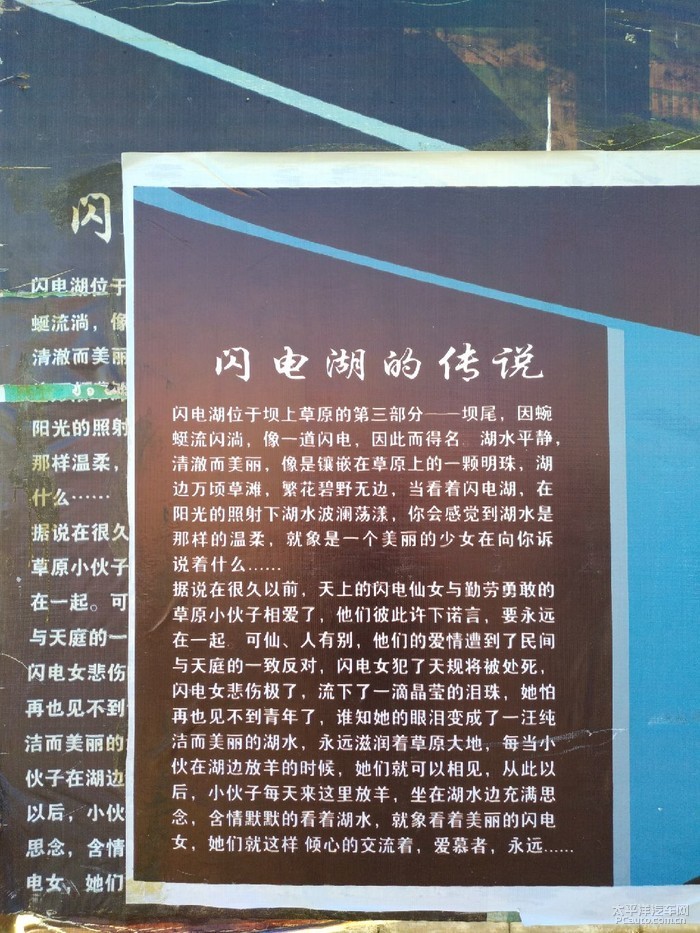 闪
闪电湖位于
蜒流淌，像
清澈而美丽
阳光的照射
那样温柔，
什么……
据说在很久
草原小伙子
在一起。可
与天庭的一
闪电女悲伤
再也见不到
洁而美丽的
伙子在湖边
以后，小伙
思念，含情
电女，她们
闪电湖的传说
闪电湖位于坝上草原的第三部分——坝尾，因蜿
蜒流闪淌，像一道闪电，因此而得名 湖水平静，
清澈而美丽，像是镶嵌在草原上的一颗明珠，湖
边万顷草滩，繁花碧野无边，当看着闪电湖，在
阳光的照射下湖水波澜荡漾，你会感觉到湖水是
那样的温柔，就象是一个美丽的少女在向你诉
说着什么……
据说在很久以前，天上的闪电仙女与勤劳勇敢的
草原小伙子相爱了，他们彼此许下诺言，要永远
在一起 可仙、人有别，他们的爱情遭到了民间
与天庭的一致反对，闪电女犯了天规将被处死，
闪电女悲伤极了，流下了一滴晶莹的泪珠，她怕
再也见不到青年了，谁知她的眼泪变成了一汪纯
洁而美丽的湖水，永远滋润着草原大地，每当小
伙在湖边放羊的时候，她们就可以相见，从此以
后，小伙子每天来这里放羊，坐在湖水边充满思
念，含情默默的看着湖水，就象看着美丽的闪电
女，她们就这样 倾心的交流着，爱慕者，永远……
太平洋汽车网
PCauto.com.cn